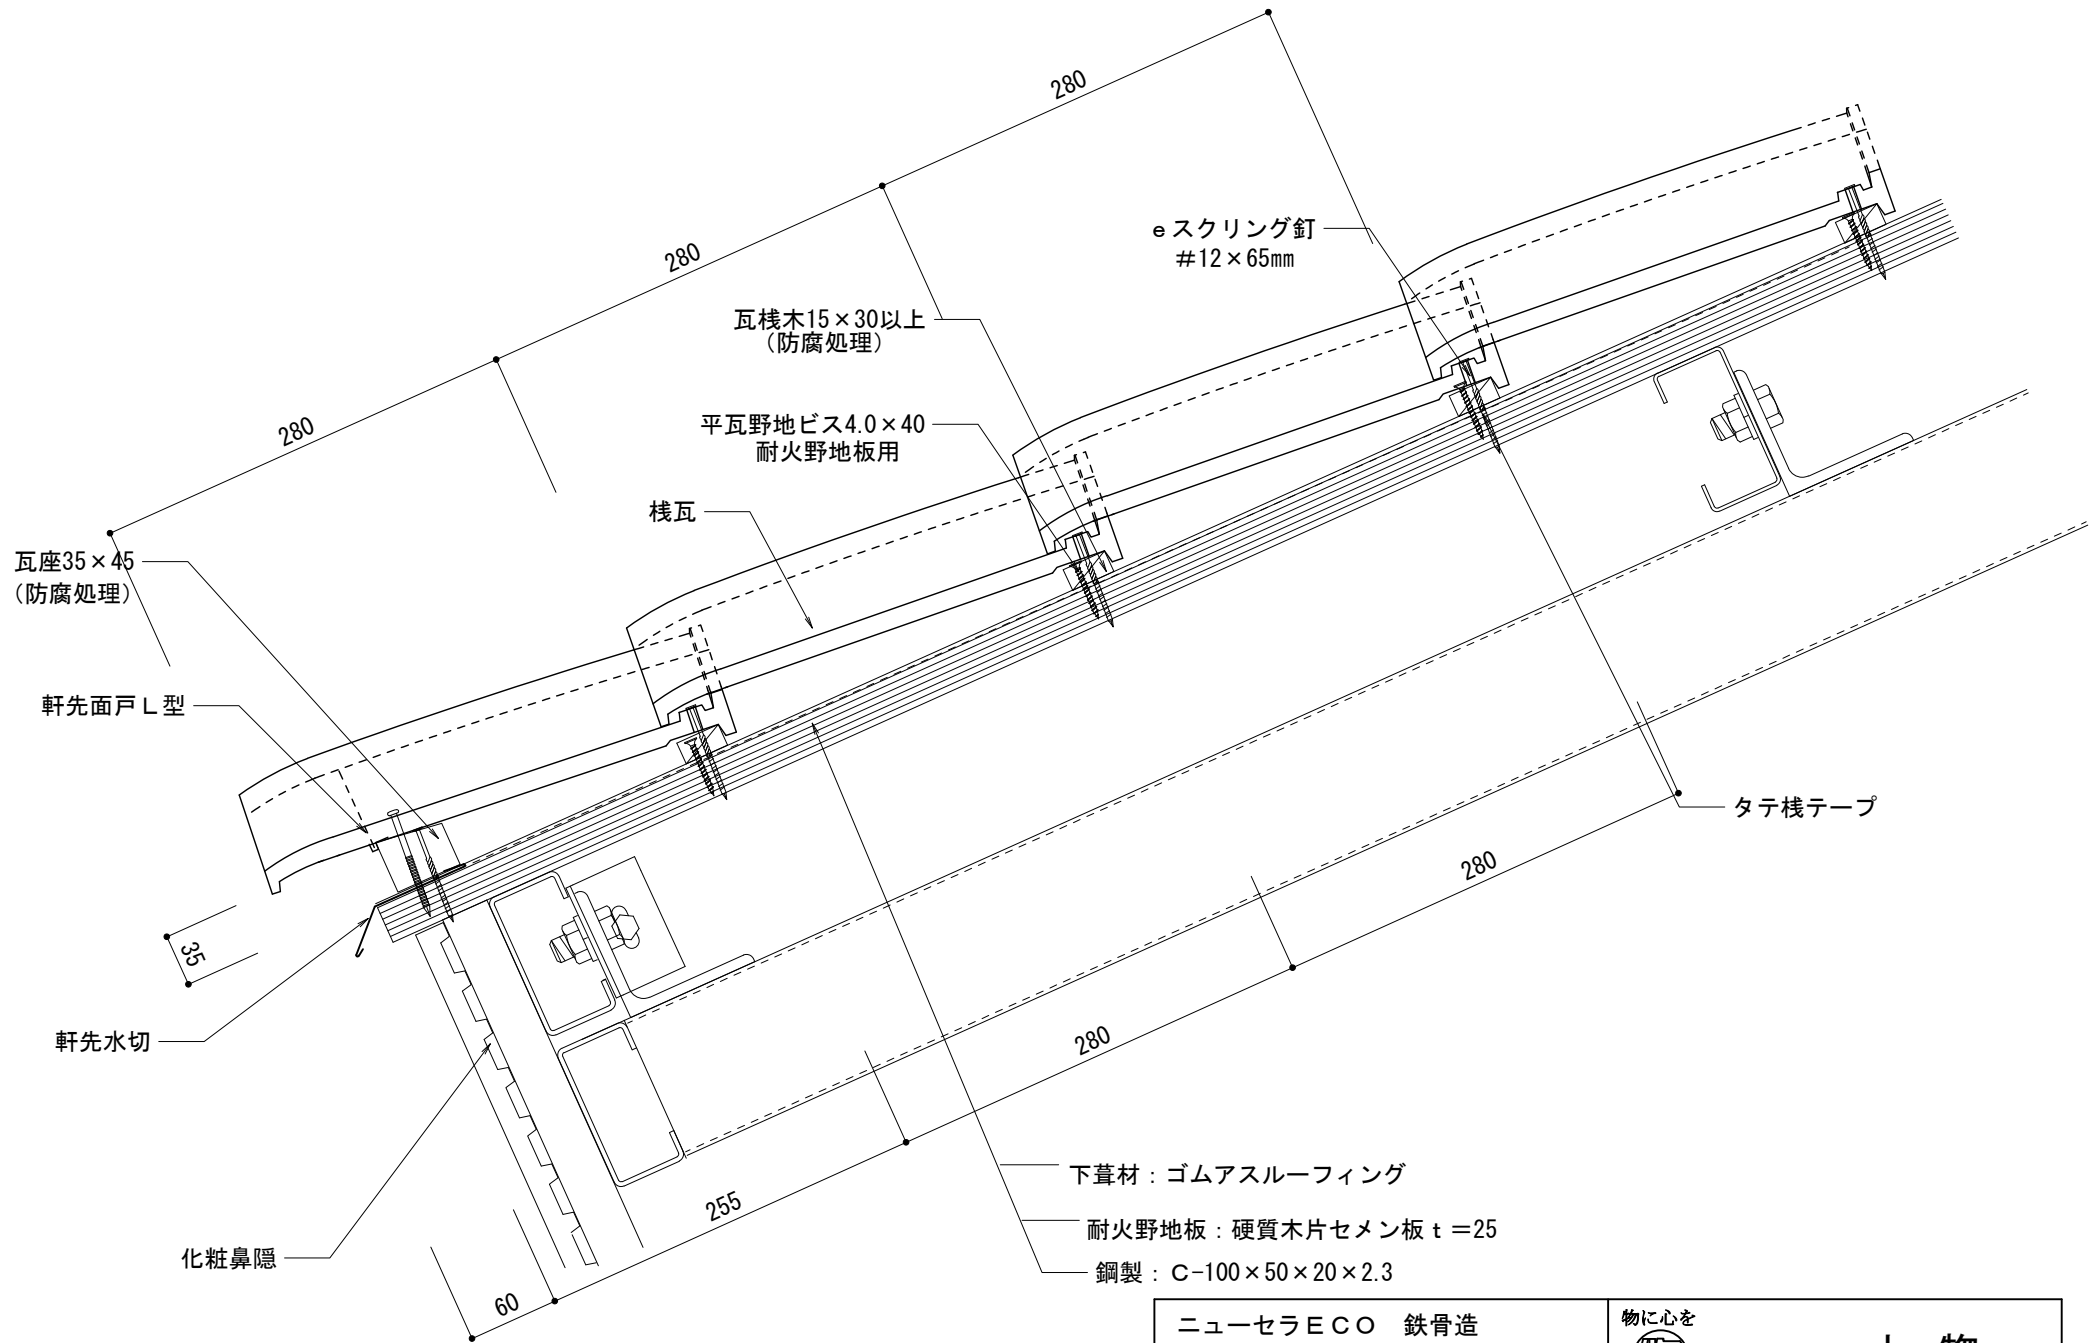 280
280
280
eスクリング釘
#12×65㎜
瓦桟木15×30以上
（防腐処理）
平瓦野地ビス4.0×40
耐火野地板用
桟瓦
瓦座35×45
（防腐処理）
軒先面戸Ｌ型
35
軒先水切
化粧鼻隠
タテ桟テープ
280
280
255
60
下葺材：ゴムアスルーフィング
耐火野地板：硬質木片セメン板ｔ＝25
鋼製：Ｃ-100×50×20×2.3
ニューセラＥＣＯ　鉄骨造
物に心を